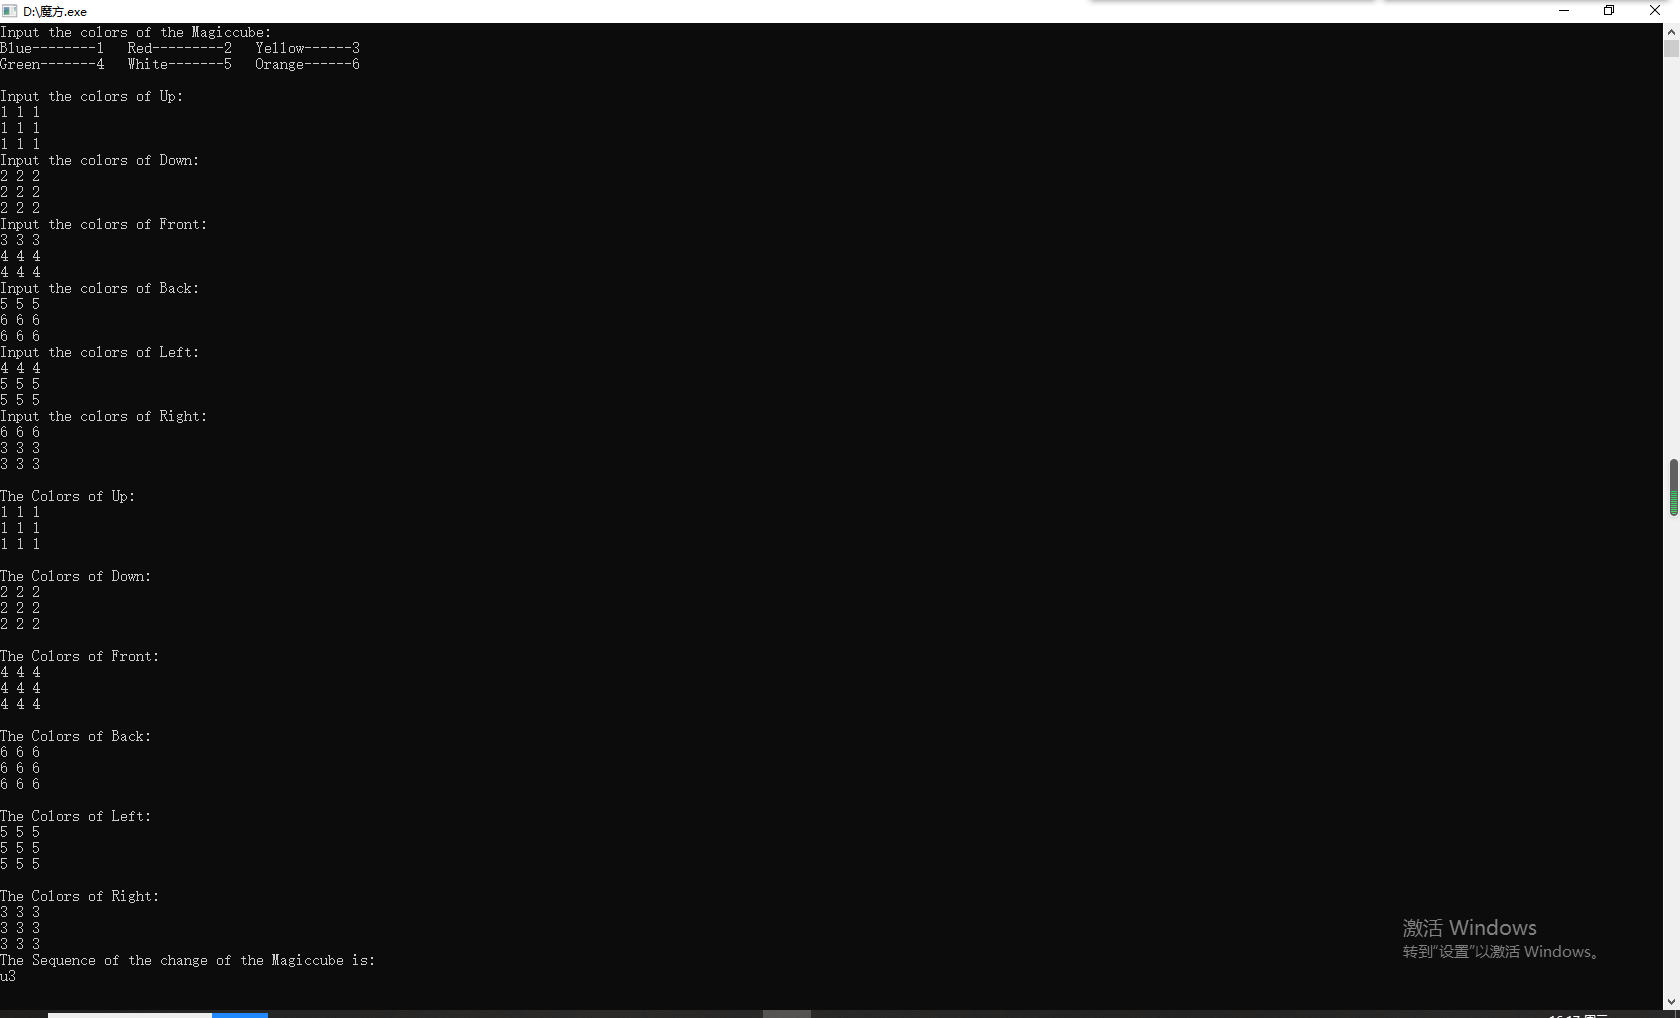 D:\魔方.exe
Input the colors of the Magiccube:
Blue--------1   Red---------2   Yellow------3
Green-------4   White-------5   Orange------6
Input the colors of Up:
1 1 1
1 1 1
1 1 1
Input the colors of Down:
2 2 2
2 2 2
2 2 2
Input the colors of Front:
3 3 3
4 4 4
4 4 4
Input the colors of Back:
5 5 5
6 6 6
6 6 6
Input the colors of Left:
4 4 4
5 5 5
5 5 5
Input the colors of Right:
6 6 6
3 3 3
3 3 3
The Colors of Up:
1 1 1
1 1 1
1 1 1
The Colors of Down:
2 2 2
2 2 2
2 2 2
The Colors of Front:
4 4 4
4 4 4
4 4 4
The Colors of Back:
6 6 6
6 6 6
6 6 6
The Colors of Left:
5 5 5
5 5 5
5 5 5
The Colors of Right:
3 3 3
3 3 3
3 3 3
The Sequence of the change of the Magiccube is:
u3
激活 Windows
转到“设置”以激活 Windows。